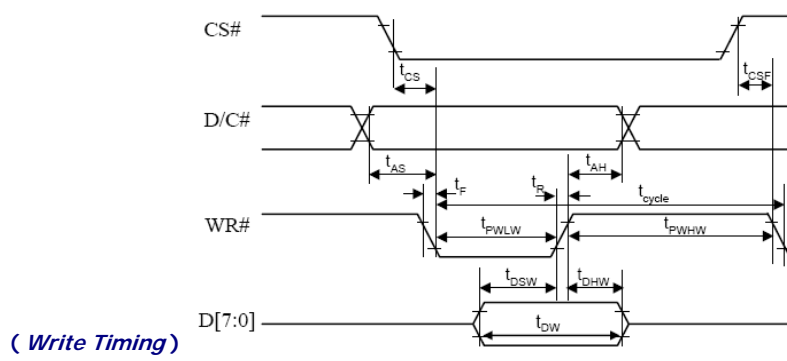 CS#
tCS
tCSF
D/C#
tAS
tAH
tF
tR
tcycle
WR#
tPWLW
tPWHW
tDSW
tDHW
D[7:0]
tDW
( Write Timing )